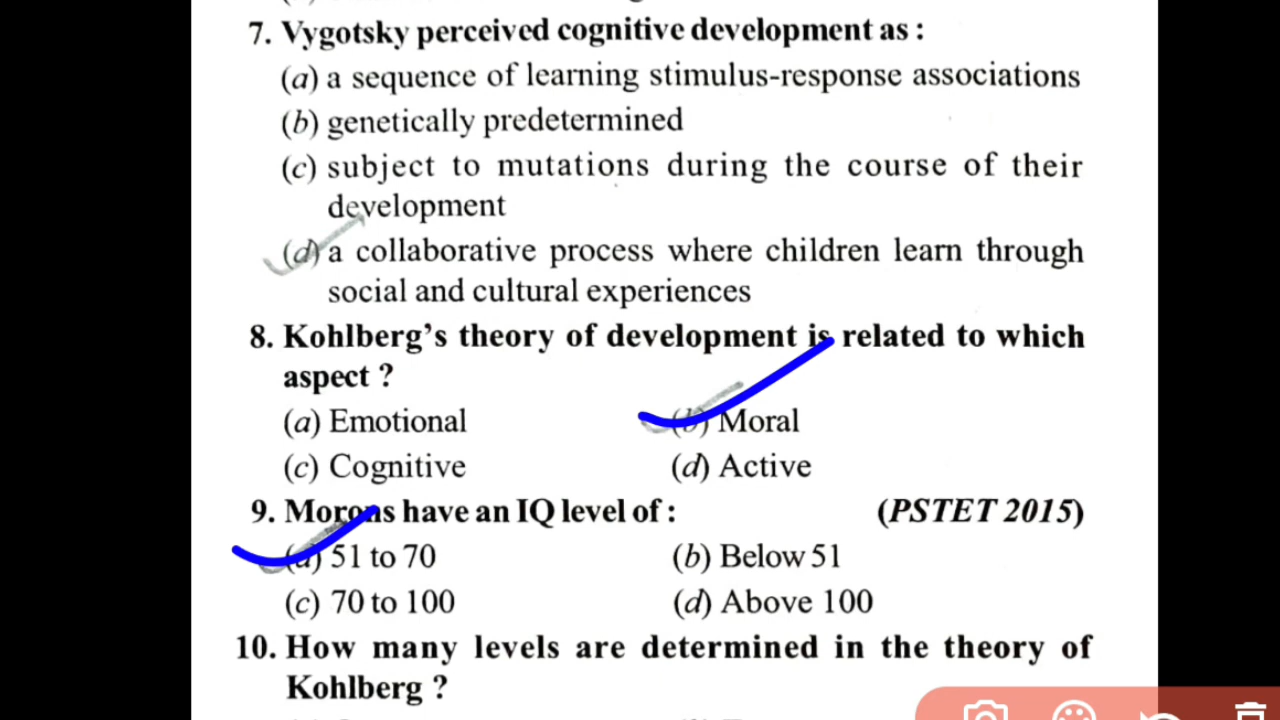 7. Vygotsky perceived cognitive development as :
(a) a sequence of learning stimulus-response associations
(b) genetically predetermined
(c) subject to mutations during the course of their
development
(d) a collaborative process where children learn through
social and cultural experiences
8. Kohlberg's theory of development is related to which
aspect ?
(a) Emotional (b) Moral
(c) Cognitive (d) Active
9. Morons have an IQ level of : (PSTET 2015)
(a) 51 to 70 (b) Below 51
(c) 70 to 100 (d) Above 100
10. How many levels are determined in the theory of
Kohlberg ?